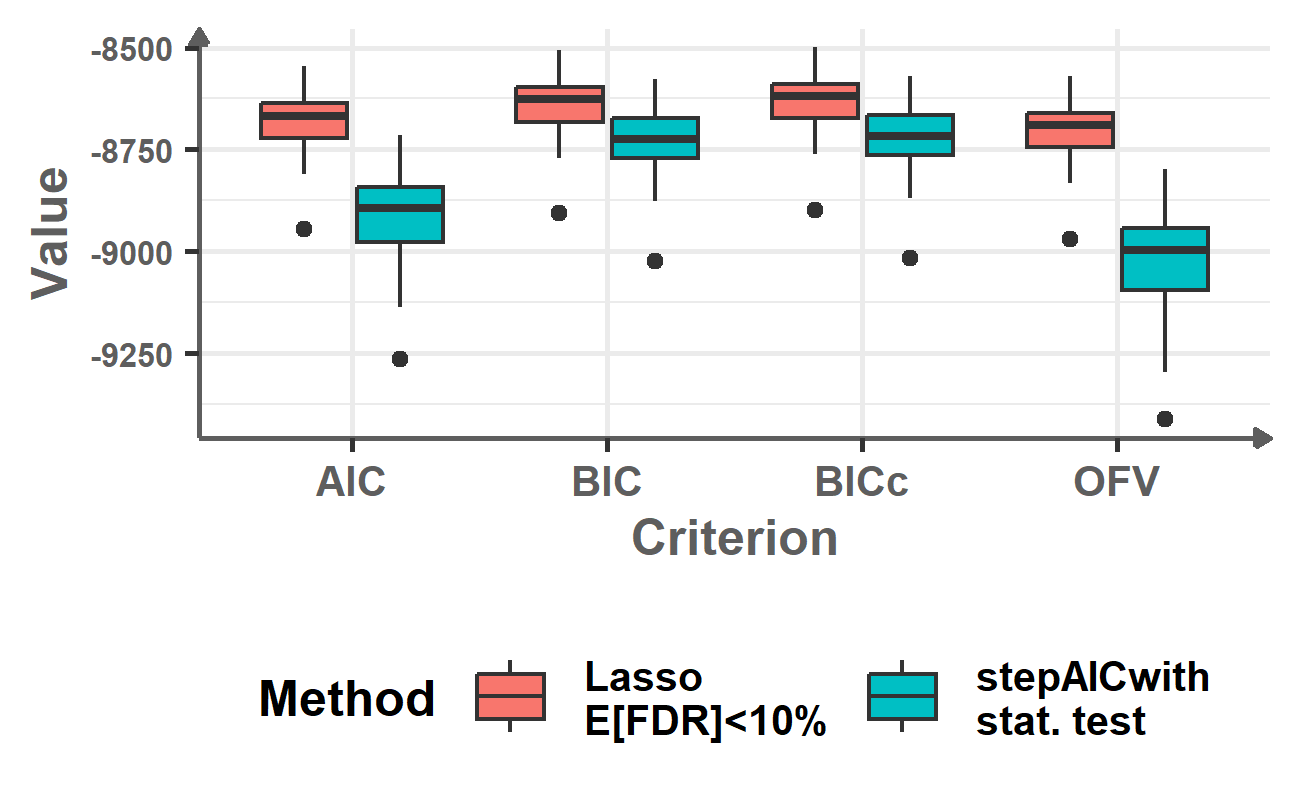 -8500
-8750
-9000
-9250
Value
AIC BIC BICc OFV
Criterion
Method
Lasso
E[FDR]<10%
stepAICwith
stat. test